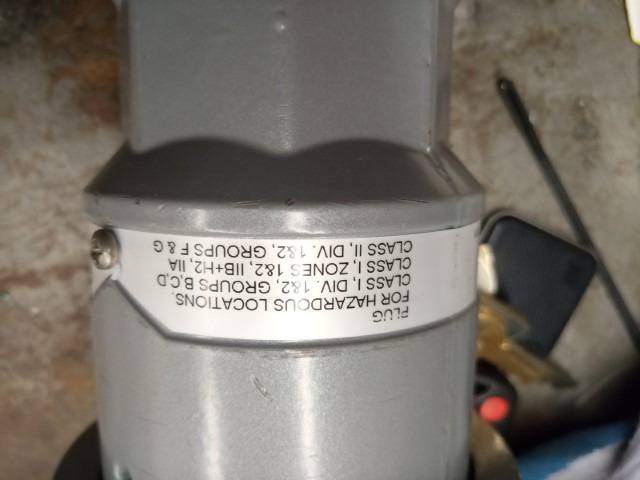 PLUG
FOR HAZARDOUS LOCATIONS.
CLASS I, DIV. 1&2, GROUPS B,C,D
CLASS I, ZONES 1&2, IIB+H2, IIA
CLASS II, DIV. 1&2, GROUPS F & G